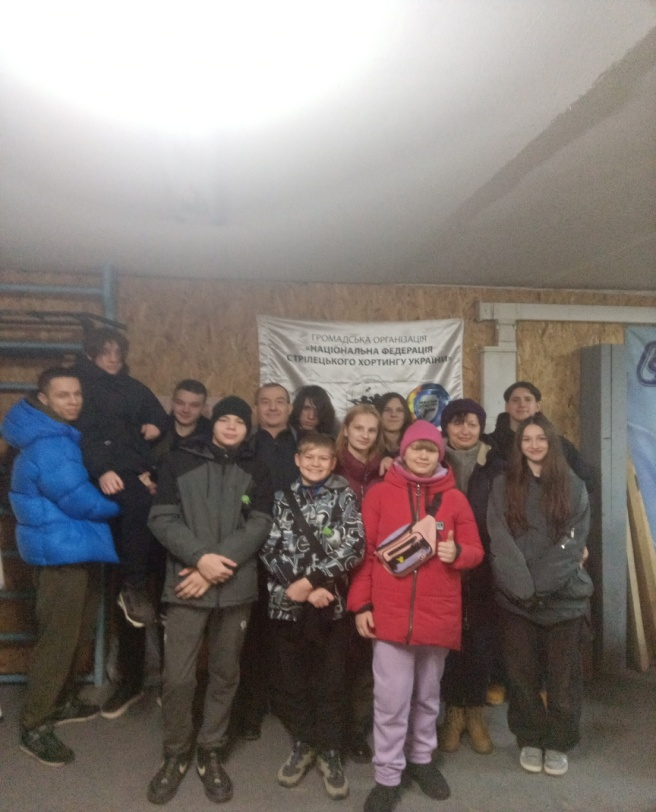 ГРОМАДСЬКА ОРГАНІЗАЦІЯ
«НАЦІОНАЛЬНА ФЕДЕРАЦІЯ
СТРІЛЕЦЬКОГО ХОРТИНГУ УКРАЇНИ»